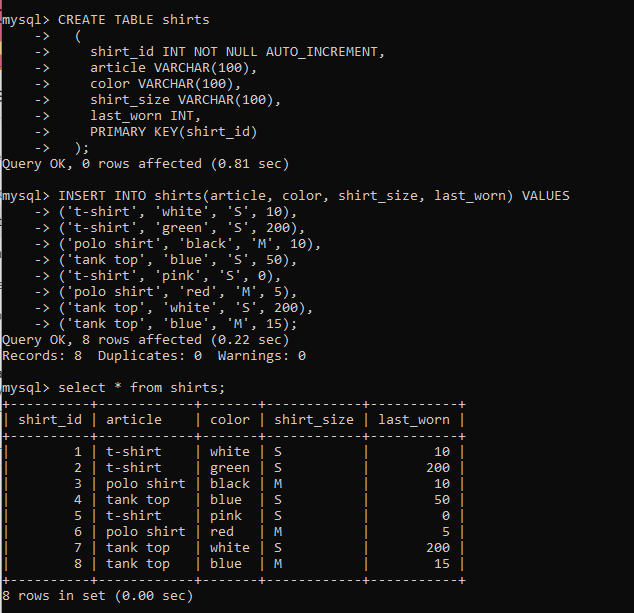 mysql> CREATE TABLE shirts
    ->   (
    ->     shirt_id INT NOT NULL AUTO_INCREMENT,
    ->     article VARCHAR(100),
    ->     color VARCHAR(100),
    ->     shirt_size VARCHAR(100),
    ->     last_worn INT,
    ->     PRIMARY KEY(shirt_id)
    ->   );
Query OK, 0 rows affected (0.81 sec)
mysql> INSERT INTO shirts(article, color, shirt_size, last_worn) VALUES
    -> ('t-shirt', 'white', 'S', 10),
    -> ('t-shirt', 'green', 'S', 200),
    -> ('polo shirt', 'black', 'M', 10),
    -> ('tank top', 'blue', 'S', 50),
    -> ('t-shirt', 'pink', 'S', 0),
    -> ('polo shirt', 'red', 'M', 5),
    -> ('tank top', 'white', 'S', 200),
    -> ('tank top', 'blue', 'M', 15);
Query OK, 8 rows affected (0.22 sec)
Records: 8  Duplicates: 0  Warnings: 0
mysql> select * from shirts;
+----------+------------+-------+------------+-----------+
| shirt_id | article    | color | shirt_size | last_worn |
+----------+------------+-------+------------+-----------+
|        1 | t-shirt    | white | S          |        10 |
|        2 | t-shirt    | green | S          |       200 |
|        3 | polo shirt | black | M          |        10 |
|        4 | tank top   | blue  | S          |        50 |
|        5 | t-shirt    | pink  | S          |         0 |
|        6 | polo shirt | red   | M          |         5 |
|        7 | tank top   | white | S          |       200 |
|        8 | tank top   | blue  | M          |        15 |
+----------+------------+-------+------------+-----------+
8 rows in set (0.00 sec)